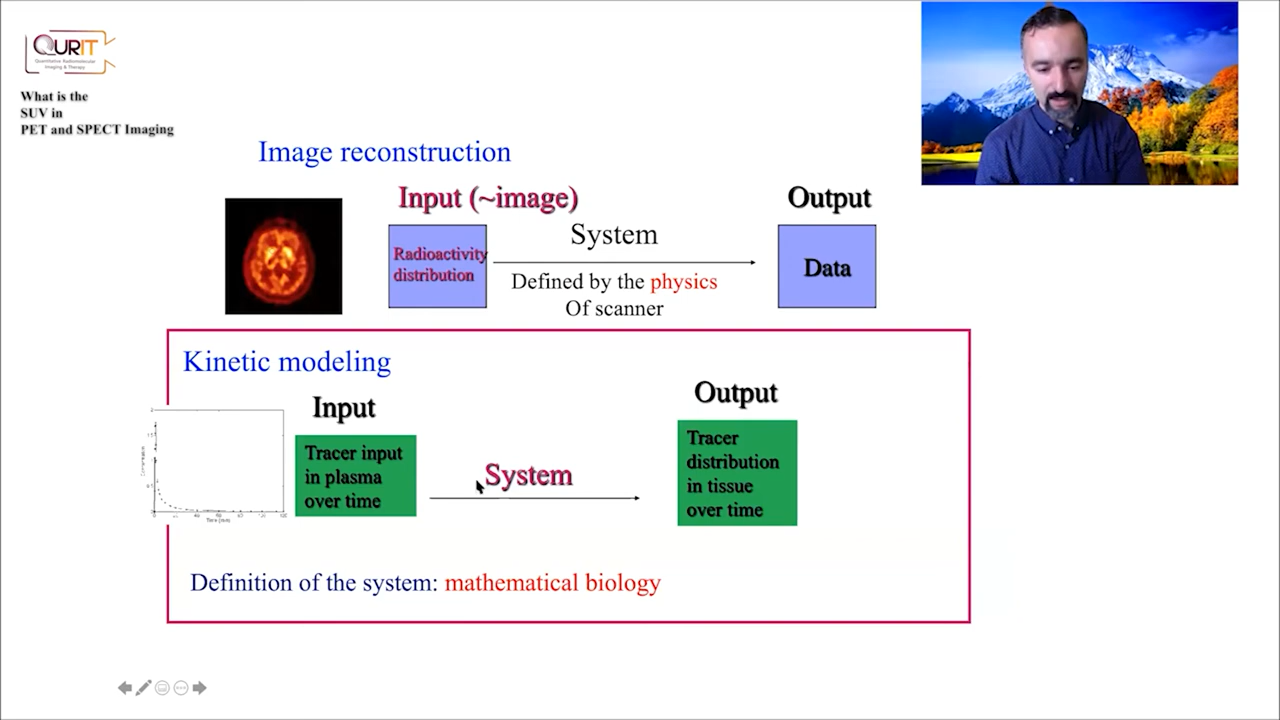 QURIT
Quantitative Radiomolecular
Imaging & Therapy
What is the
SUV in
PET and SPECT Imaging
Image reconstruction
Input (~image)
Output
Radioactivity
distribution
System
Defined by the physics
Of scanner
Data
Kinetic modeling
Input
Output
Tracer input
in plasma
over time
System
Tracer
distribution
in tissue
over time
Definition of the system: mathematical biology